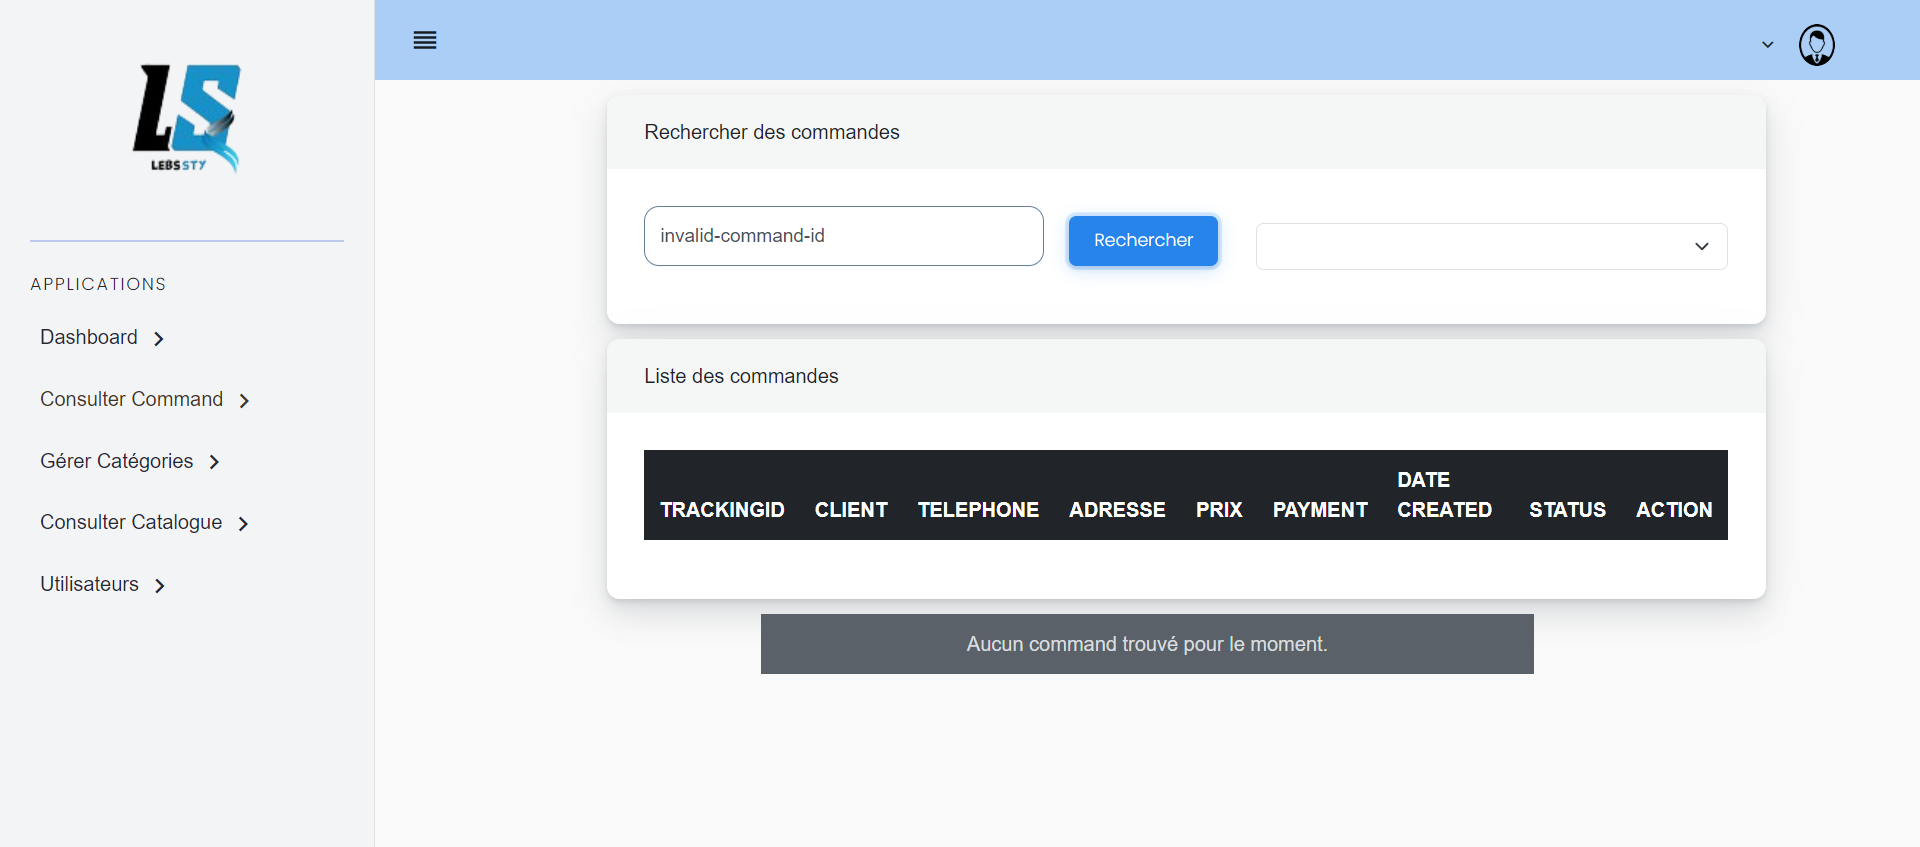 LS
LEBSSTY
APPLICATIONS
Dashboard
Consulter Command
Gérer Catégories
Consulter Catalogue
Utilisateurs
Rechercher des commandes
invalid-command-id
Rechercher
Liste des commandes
TRACKINGID CLIENT TELEPHONE ADRESSE PRIX PAYMENT DATE CREATED STATUS ACTION
Aucun command trouvé pour le moment.